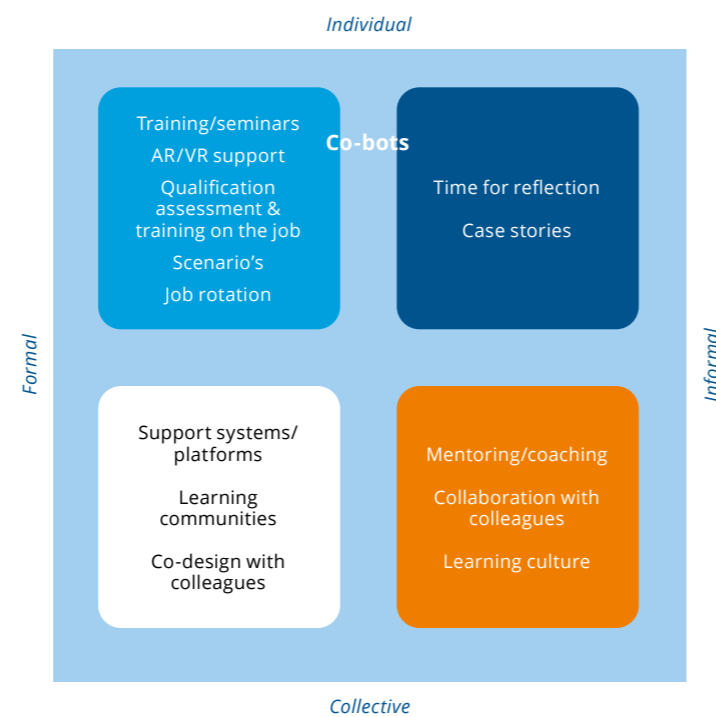 Individual
Training/seminars
AR/VR support
Qualification
assessment &
training on the job
Scenario’s
Job rotation
Co-bots
Time for reflection
Case stories
Formal
Informal
Support systems/
platforms
Learning
communities
Co-design with
colleagues
Mentoring/coaching
Collaboration with
colleagues
Learning culture
Collective